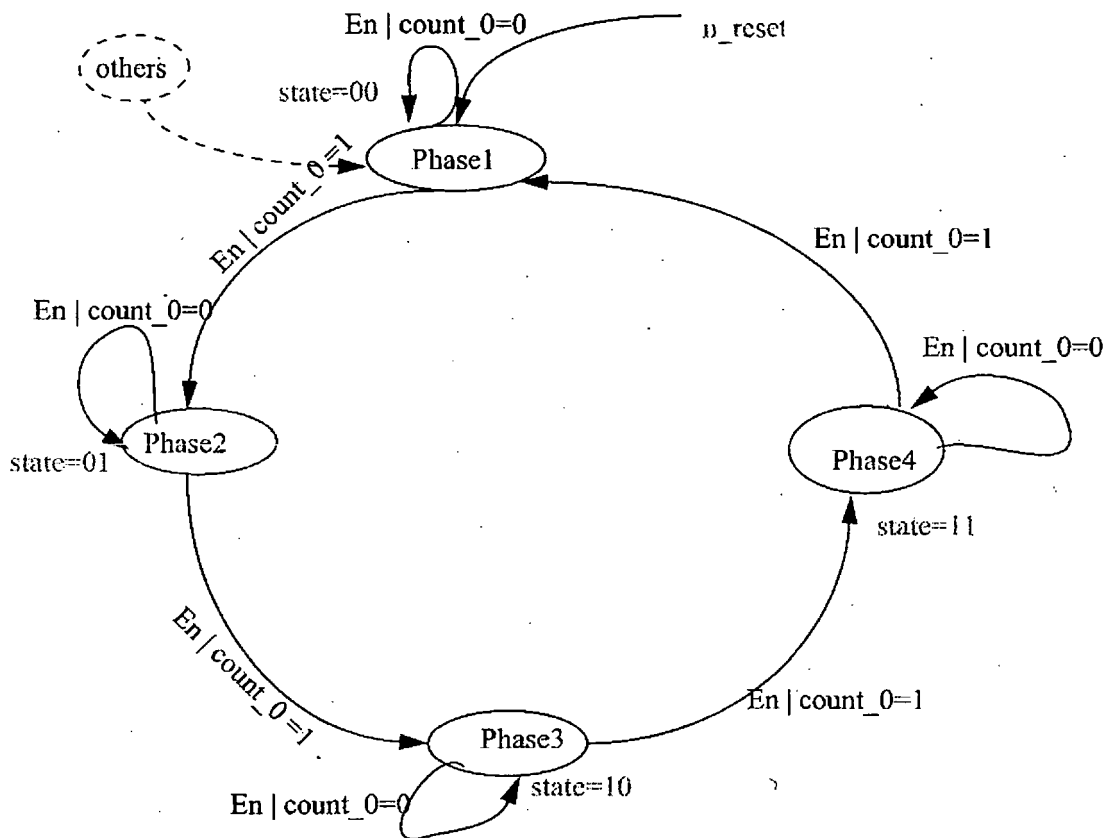 En | count_0=0
n_reset
others
state=00
Phase1
En | count_0=1
En | count_0=1
En | count_0=0
En | count_0=0
Phase2
state=01
Phase4
state=11
En | count_0=1
En | count_0=1
Phase3
state=10
En | count_0=0